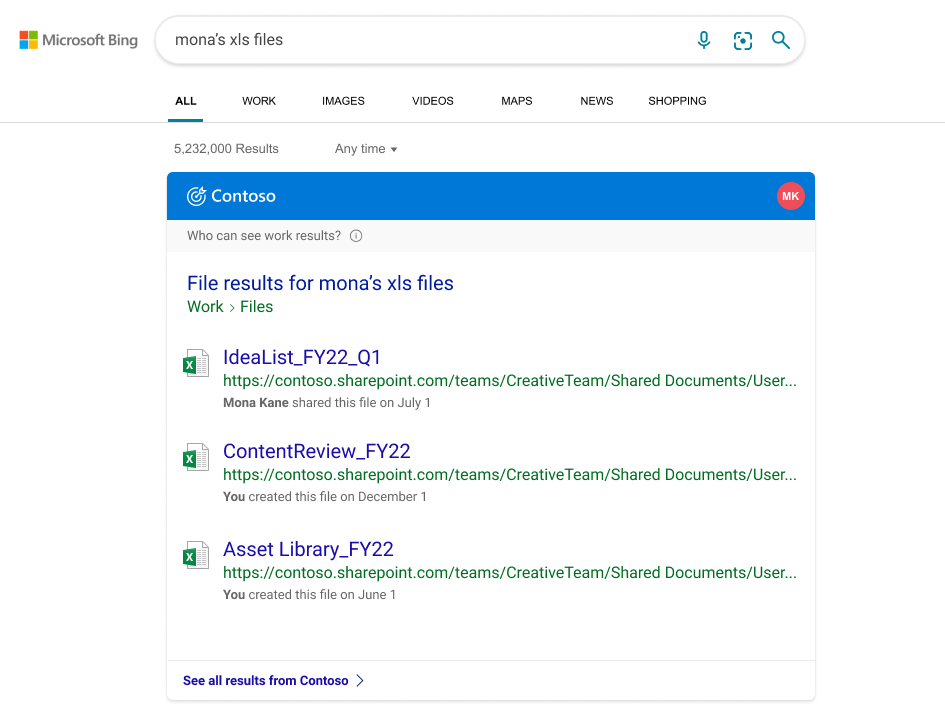 Microsoft Bing
mona’s xls files
ALL WORK IMAGES VIDEOS MAPS NEWS SHOPPING
5,232,000 Results Any time
Contoso MK
Who can see work results?
File results for mona’s xls files
Work > Files
IdeaList_FY22_Q1
https://contoso.sharepoint.com/teams/CreativeTeam/Shared Documents/User...
Mona Kane shared this file on July 1
ContentReview_FY22
https://contoso.sharepoint.com/teams/CreativeTeam/Shared Documents/User...
You created this file on December 1
Asset Library_FY22
https://contoso.sharepoint.com/teams/CreativeTeam/Shared Documents/User...
You created this file on June 1
See all results from Contoso